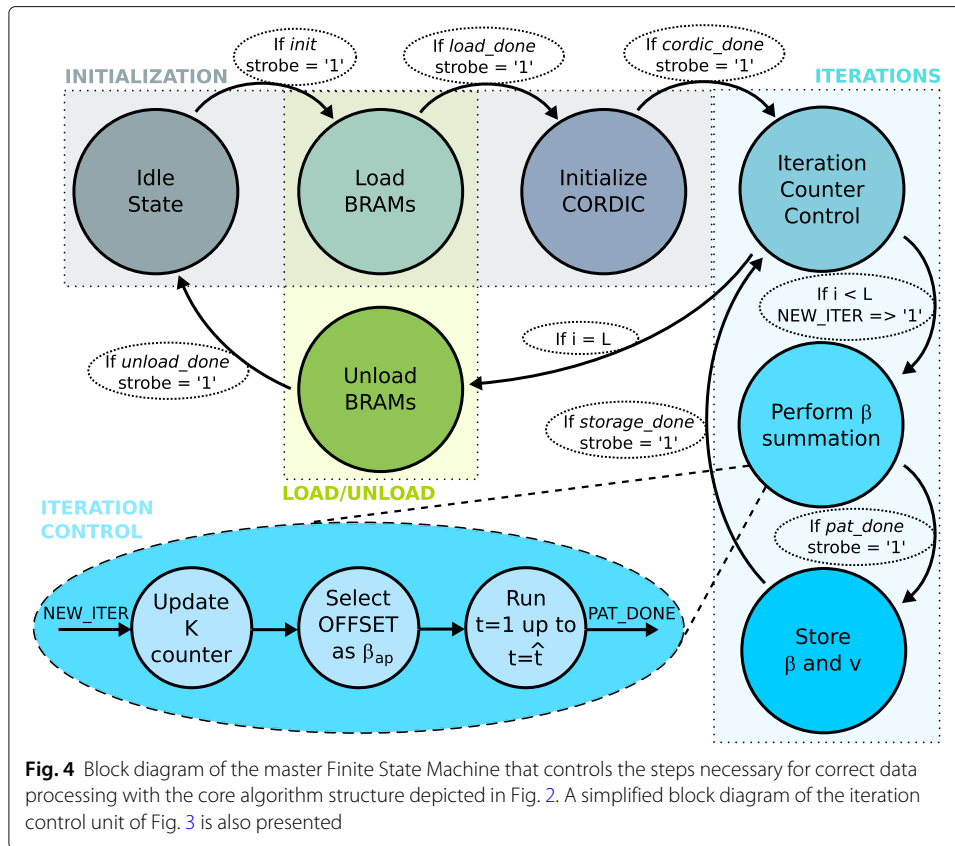 If init
strobe = '1'
If load_done
strobe = '1'
If cordic_done
strobe = '1'
INITIALIZATION
ITERATIONS
Idle
State
Load
BRAMs
Initialize
CORDIC
Iteration
Counter
Control
If i < L
NEW_ITER => '1'
If i = L
If unload_done
strobe = '1'
Unload
BRAMs
Perform β
summation
If storage_done
strobe = '1'
LOAD/UNLOAD
ITERATION
CONTROL
If pat_done
strobe = '1'
NEW_ITER
Update
K
counter
Select
OFFSET
as βap
Run
t=1 up to
t=t̂
PAT_DONE
Store
β and v
Fig. 4 Block diagram of the master Finite State Machine that controls the steps necessary for correct data
processing with the core algorithm structure depicted in Fig. 2. A simplified block diagram of the iteration
control unit of Fig. 3 is also presented